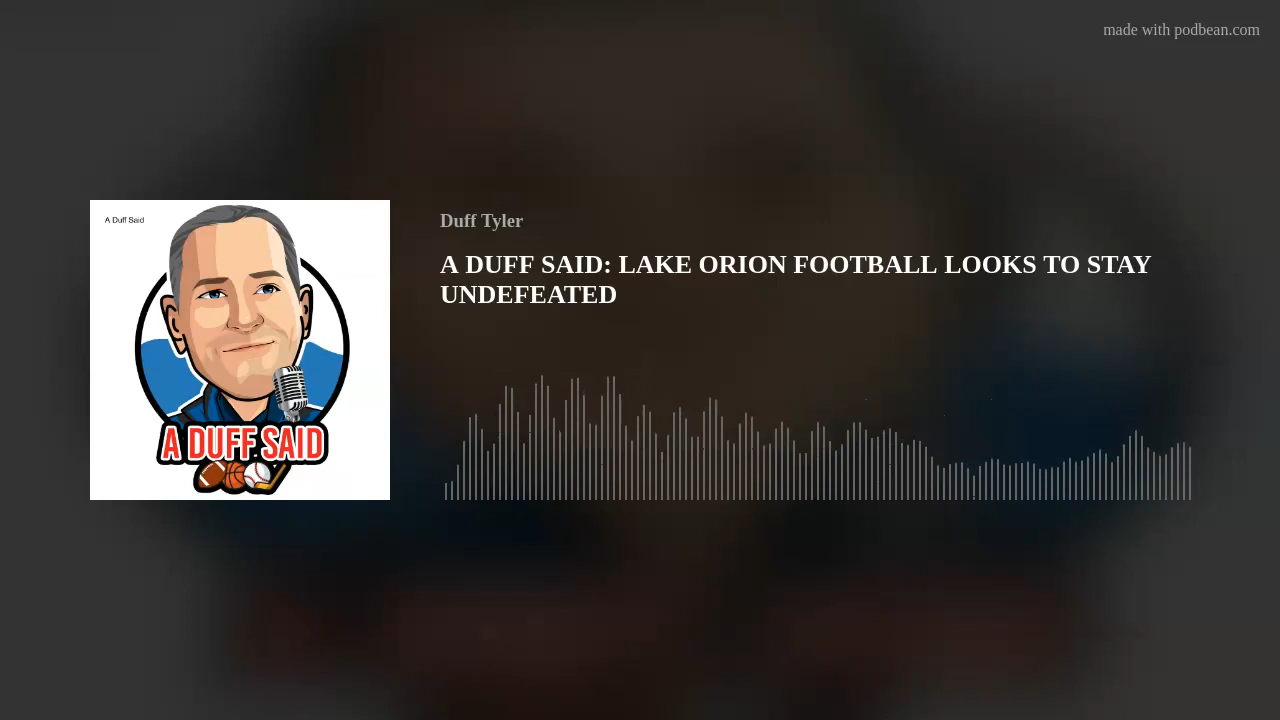 made with podbean.com
A Duff Said
Duff Tyler
A DUFF SAID: LAKE ORION FOOTBALL LOOKS TO STAY
UNDEFEATED
A DUFF SAID